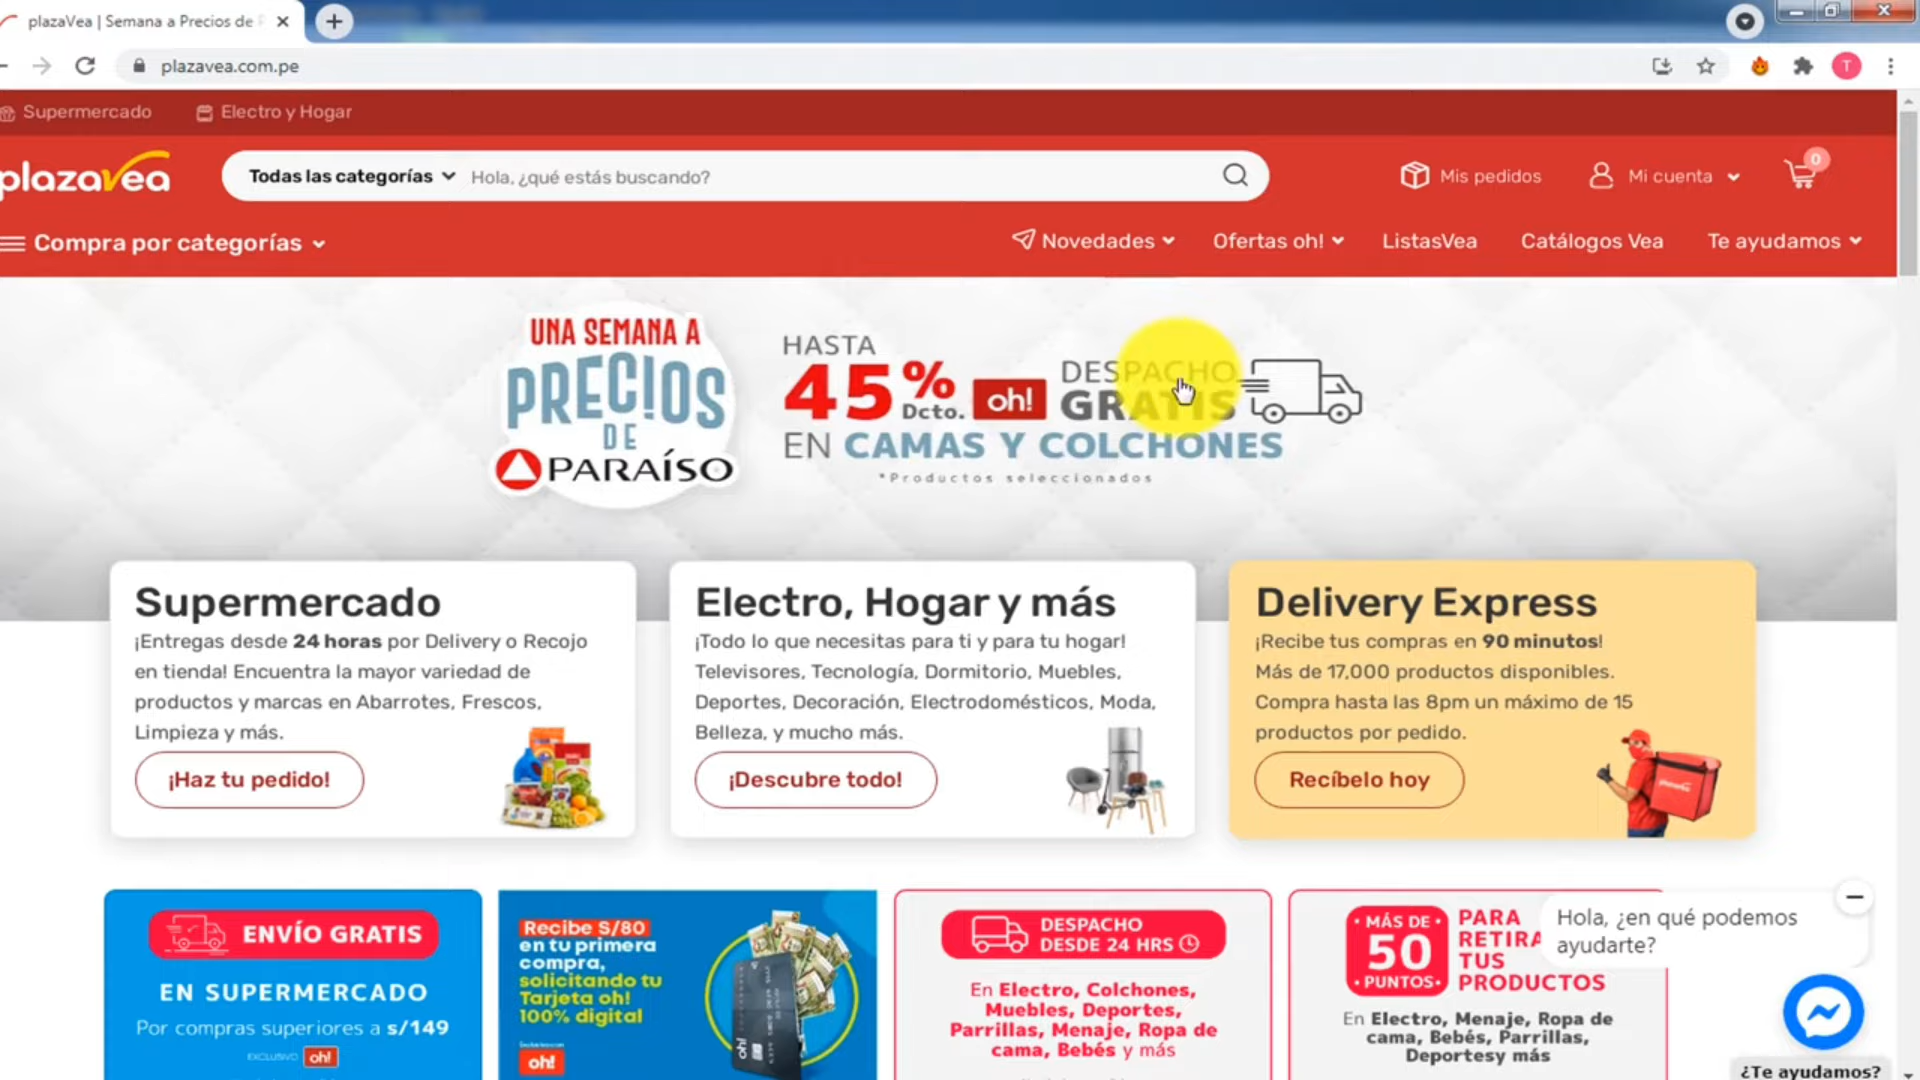 plazaVea | Semana a Precios de
plazavea.com.pe
T
Supermercado
Electro y Hogar
plazavea
Todas las categorías
Hola, ¿qué estás buscando?
Mis pedidos
Mi cuenta
0
Compra por categorías
Novedades
Ofertas oh!
ListasVea
Catálogos Vea
Te ayudamos
UNA SEMANA A
PRECIOS
DE
PARAÍSO
HASTA
45% Dcto. oh!
DESPACHO
GRATIS
EN CAMAS Y COLCHONES
*Productos seleccionados
Supermercado
¡Entregas desde 24 horas por Delivery o Recojo
en tienda! Encuentra la mayor variedad de
productos y marcas en Abarrotes, Frescos,
Limpieza y más.
¡Haz tu pedido!
Electro, Hogar y más
¡Todo lo que necesitas para ti y para tu hogar!
Televisores, Tecnología, Dormitorio, Muebles,
Deportes, Decoración, Electrodomésticos, Moda,
Belleza, y mucho más.
¡Descubre todo!
Delivery Express
¡Recibe tus compras en 90 minutos!
Más de 17,000 productos disponibles.
Compra hasta las 8pm un máximo de 15
productos por pedido.
Recíbelo hoy
ENVÍO GRATIS
EN SUPERMERCADO
Por compras superiores a s/149
EXCLUSIVO oh!
Recibe S/80
en tu primera
compra,
solicitando tu
Tarjeta oh!
100% digital
oh!
oh!
DESPACHO
DESDE 24 HRS
En Electro, Colchones,
Muebles, Deportes,
Parrillas, Menaje, Ropa de
cama, Bebés y más
MÁS DE
50
PUNTOS
PARA
RETIRA
TUS
PRODUCTOS
En Electro, Menaje, Ropa de
cama, Bebés, Parrillas,
Deportesy más
Hola, ¿en qué podemos
ayudarte?
¿Te ayudamos?